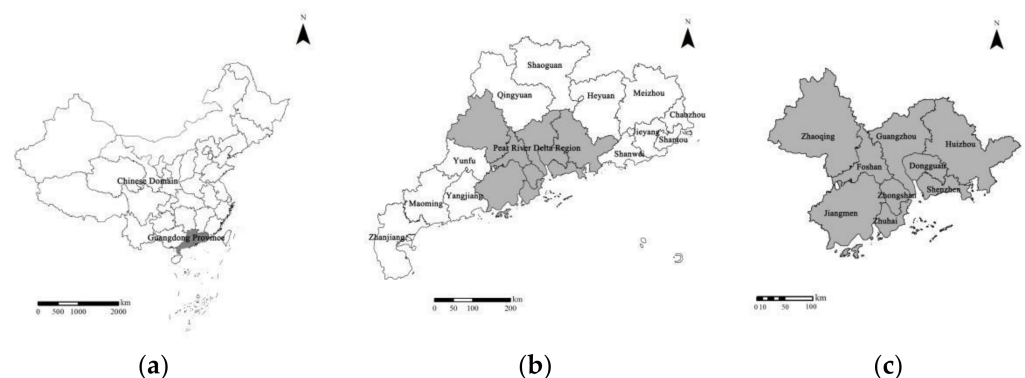 N
Chinese Domain
Guangdong Province
km
0 500 1000 2000
(a)
N
Shaoguan
Qingyuan
Heyuan
Meizhou
Chaozhou
Jieyang
Shantou
Shanwei
Pearl River Delta Region
Yunfu
Yangjiang
Maoming
Zhanjiang
km
0 50 100 200
(b)
N
Zhaoqing
Guangzhou
Huizhou
Foshan
Dongguan
Shenzhen
Zhongshan
Jiangmen
Zhuhai
km
0 10 50 100
(c)